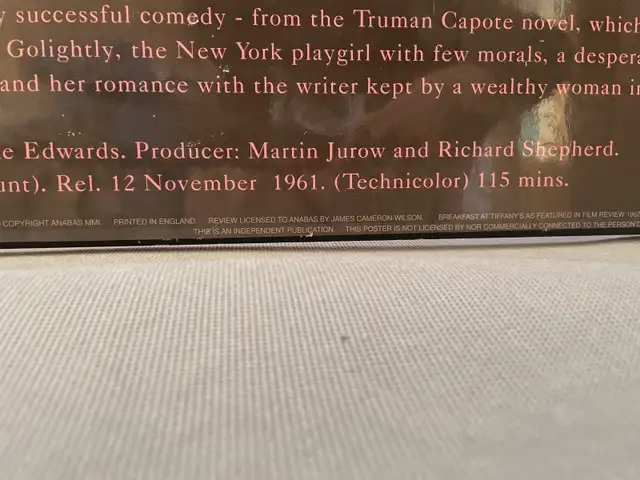 y successful comedy - from the Truman Capote novel, which
Golightly, the New York playgirl with few morals, a despera
and her romance with the writer kept by a wealthy woman in
e Edwards. Producer: Martin Jurow and Richard Shepherd.
unt). Rel. 12 November 1961. (Technicolor) 115 mins.
COPYRIGHT ANABAS MMI. PRINTED IN ENGLAND. REVIEW LICENSED TO ANABAS BY JAMES CAMERON-WILSON. BREAKFAST AT TIFFANY'S AS FEATURED IN FILM REVIEW 196
THIS IS AN INDEPENDENT PUBLICATION. THIS POSTER IS NOT LICENSED BY NOR COMMERCIALLY CONNECTED TO THE PERSON